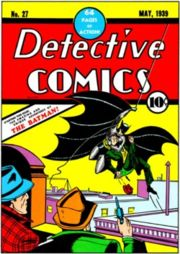 No. 27
64
PAGES
OF
ACTION!
MAY, 1939
Detective
COMICS
10¢
THE BATMAN!